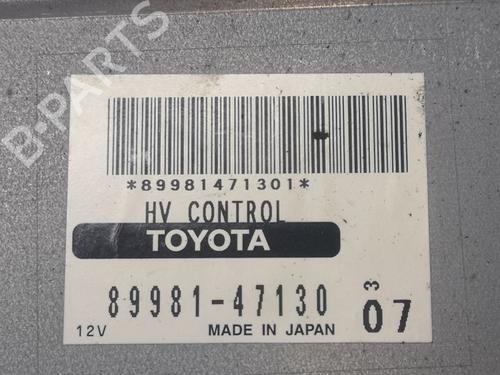 B-PARTS
*89981471301*
HV CONTROL
TOYOTA
89981-47130
3
07
12V
MADE IN JAPAN